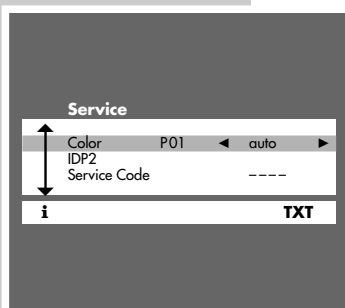 Service
Color P01 ◄ auto ►
IDP2
Service Code ––––
i TXT